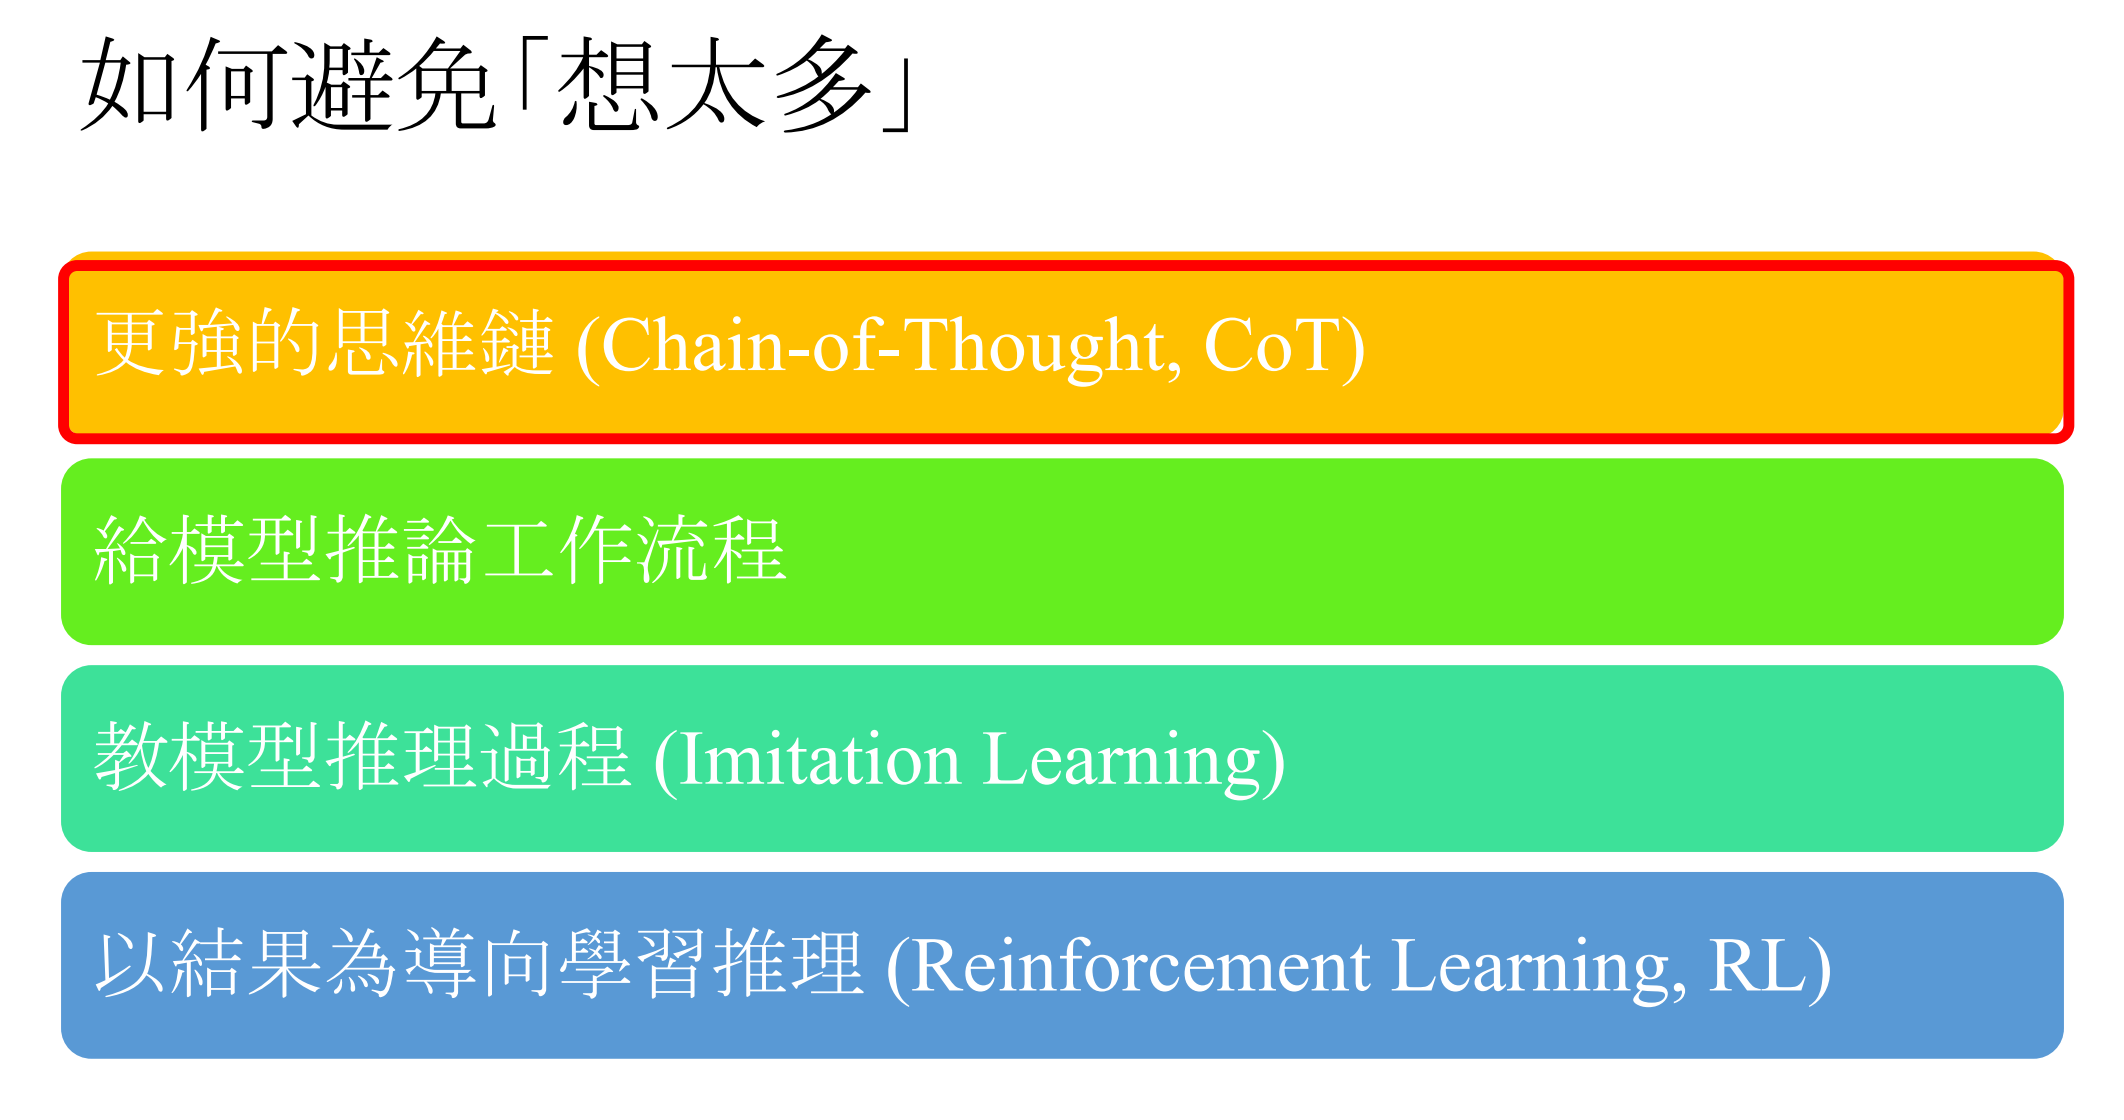 如何避免「想太多」
更強的思維鏈 (Chain-of-Thought, CoT)
給模型推論工作流程
教模型推理過程 (Imitation Learning)
以結果為導向學習推理 (Reinforcement Learning, RL)